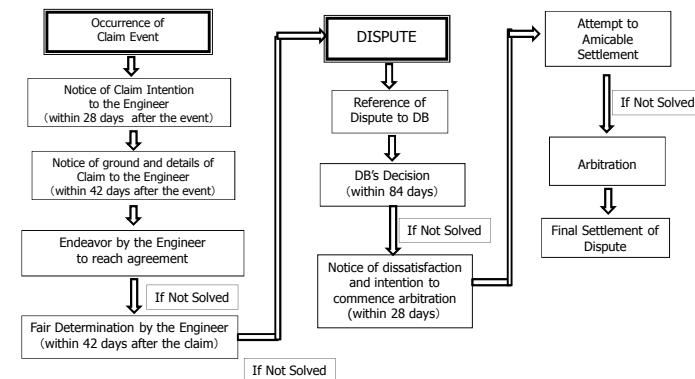 Occurrence of
Claim Event
Notice of Claim Intention
to the Engineer
(within 28 days after the event)
Notice of ground and details of
Claim to the Engineer
(within 42 days after the event)
Endeavor by the Engineer
to reach agreement
If Not Solved
Fair Determination by the Engineer
(within 42 days after the claim)
If Not Solved
DISPUTE
Reference of
Dispute to DB
DB's Decision
(within 84 days)
If Not Solved
Notice of dissatisfaction
and intention to
commence arbitration
(within 28 days)
Attempt to
Amicable
Settlement
If Not Solved
Arbitration
Final Settlement of
Dispute